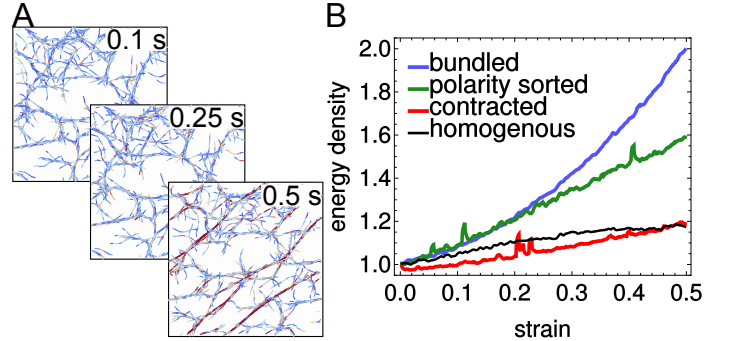 A
0.1 s
0.25 s
0.5 s
B
energy density
2.0
1.8
1.6
1.4
1.2
1.0
bundled
polarity sorted
contracted
homogenous
0.0 0.1 0.2 0.3 0.4 0.5
strain